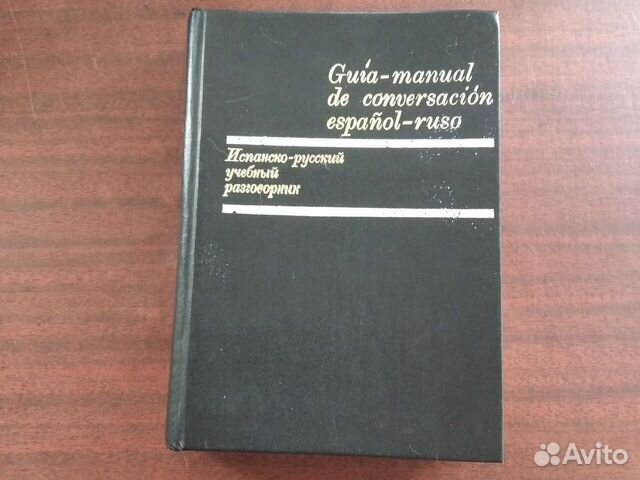 Guía-manual
de conversación
español-ruso
Испанско-русский
учебный
разговорник
Avito